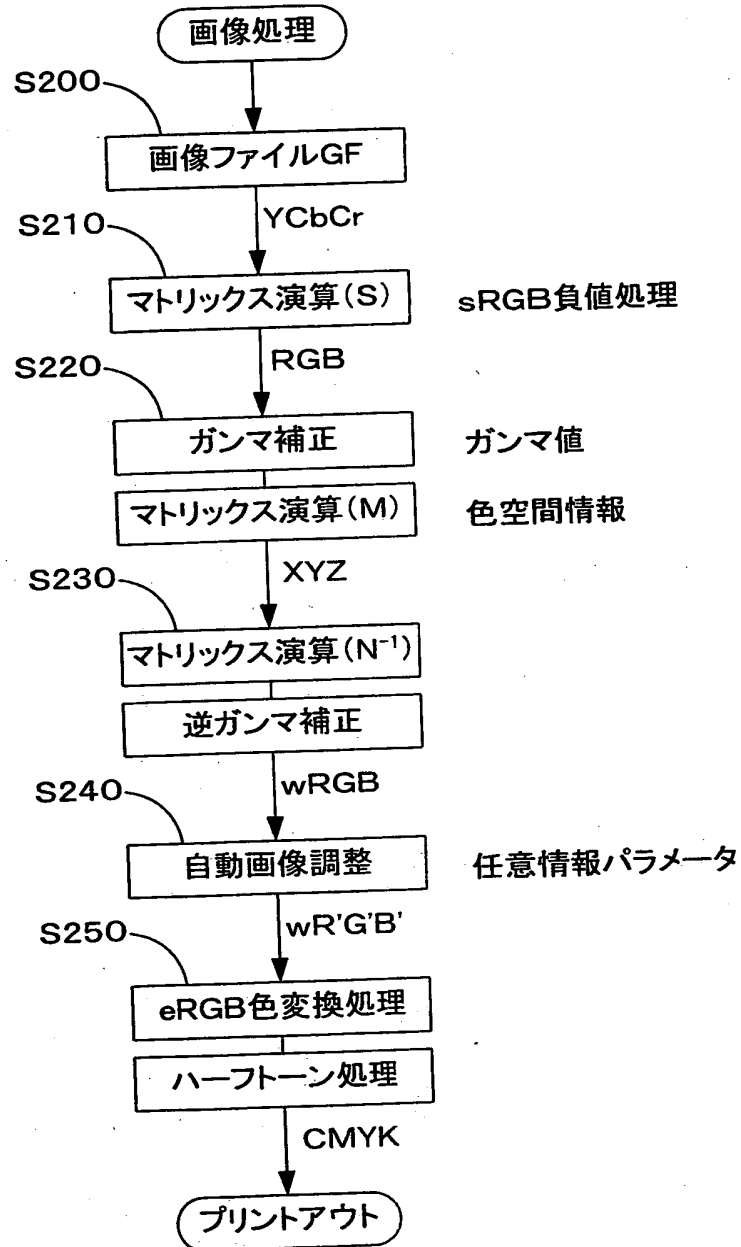 画像処理
S200
画像ファイルGF
YCbCr
S210
マトリックス演算(S) sRGB負値処理
RGB
S220
ガンマ補正 ガンマ値
マトリックス演算(M) 色空間情報
XYZ
S230
マトリックス演算(N⁻¹)
逆ガンマ補正
wRGB
S240
自動画像調整 任意情報パラメータ
wR'G'B'
S250
eRGB色変換処理
ハーフトーン処理
CMYK
プリントアウト